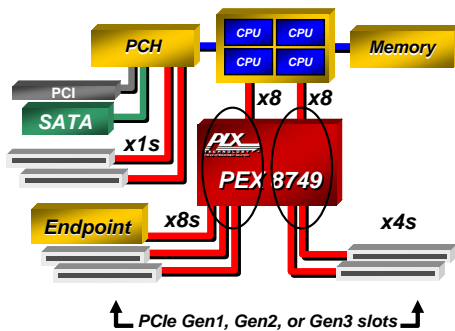 PCH
CPU
CPU
CPU
CPU
Memory
PCI
SATA
x1s
x8
x8
PLX
TECHNOLOGY
PEX 8749
Endpoint
x8s
x4s
PCIe Gen1, Gen2, or Gen3 slots